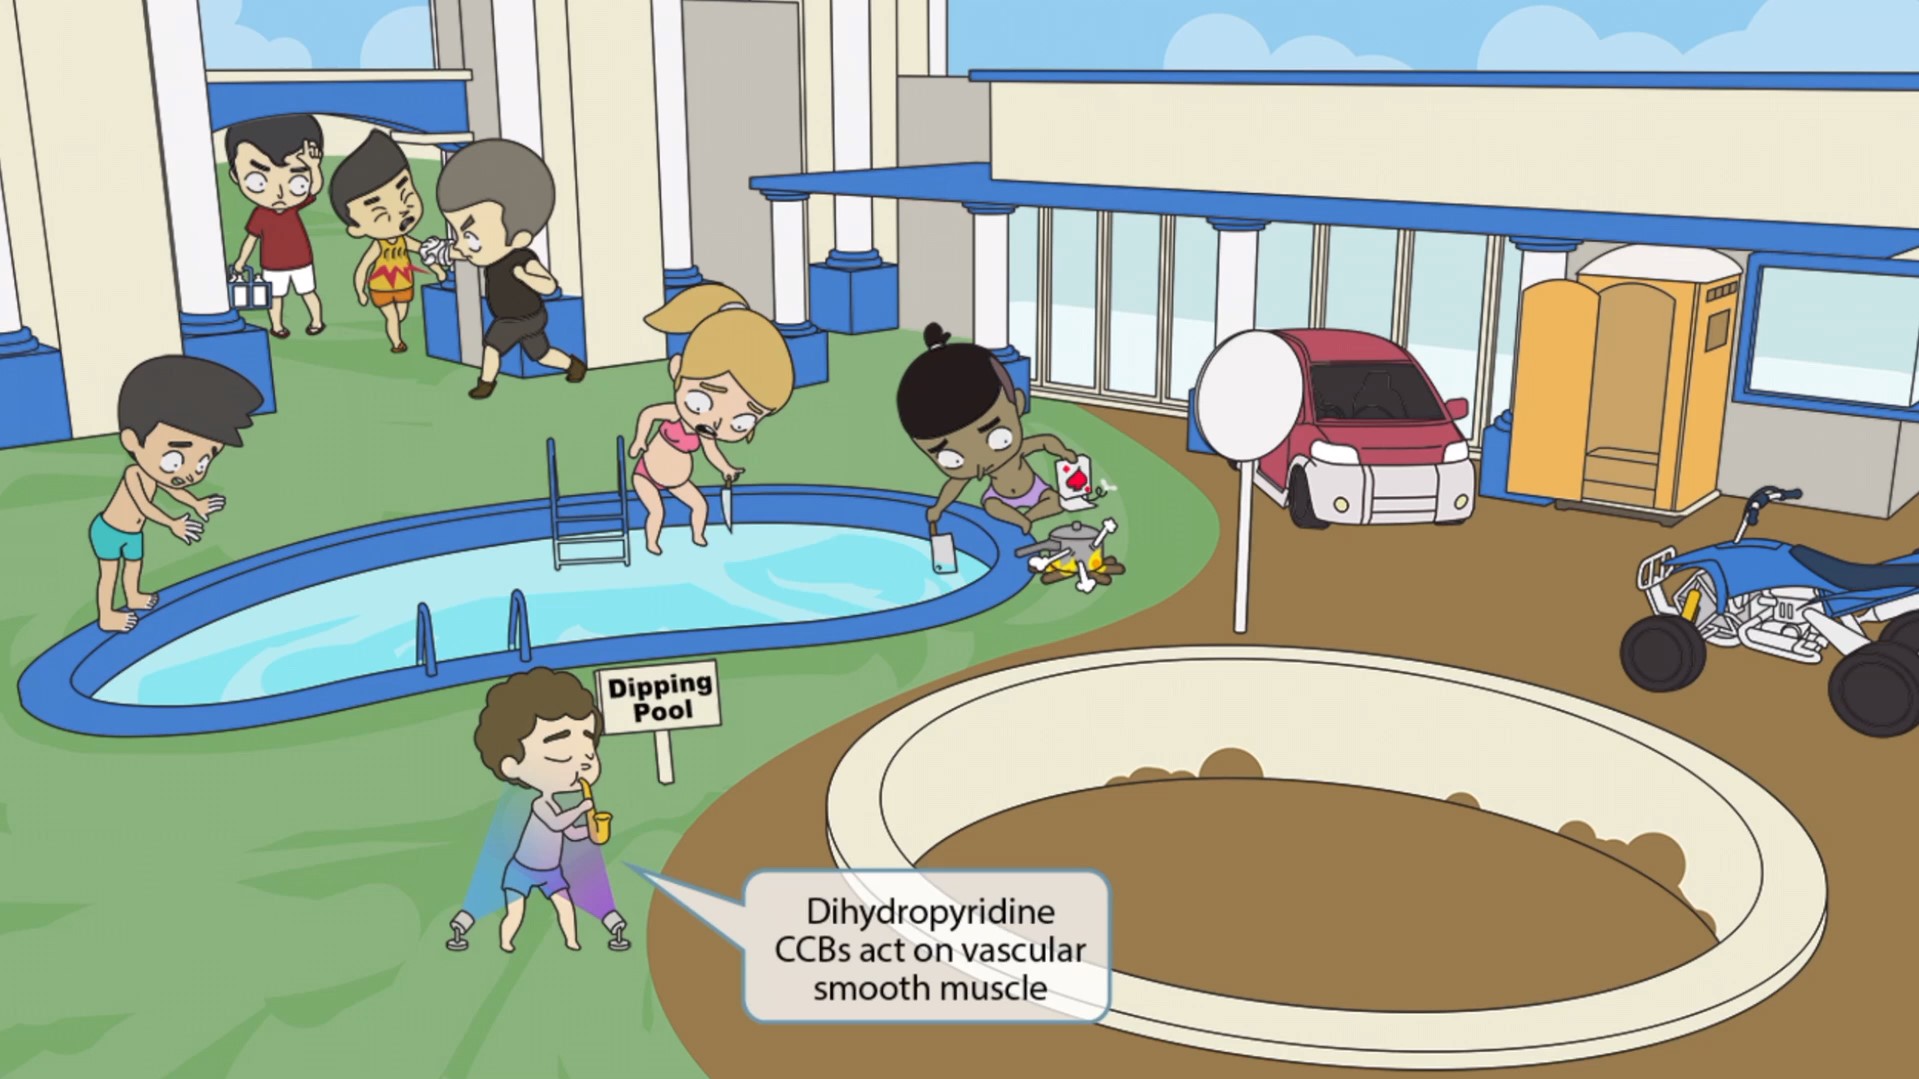 Dipping
Pool
Dihydropyridine
CCBs act on vascular
smooth muscle